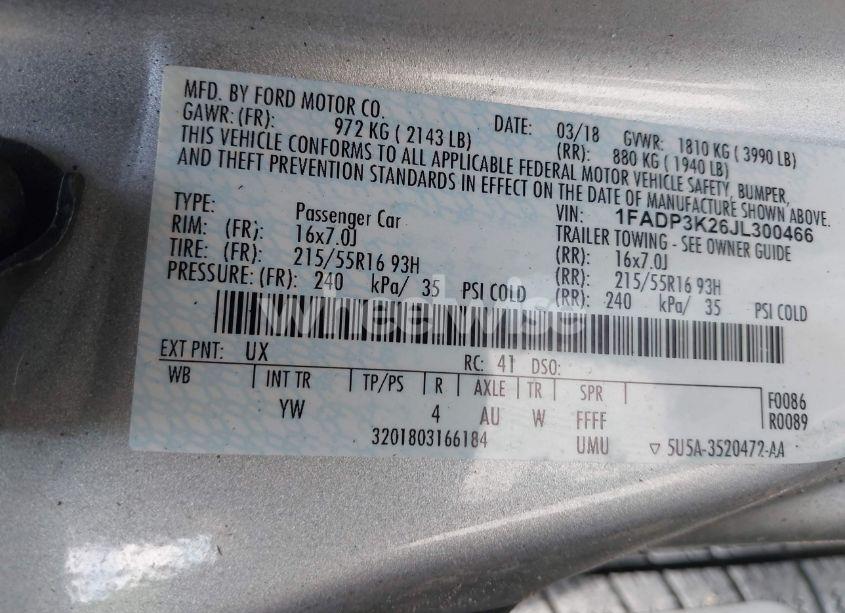 MFD. BY FORD MOTOR CO. DATE: 03/18 GVWR: 1810 KG ( 3990 LB)
GAWR: (FR): 972 KG ( 2143 LB) (RR): 880 KG ( 1940 LB)
THIS VEHICLE CONFORMS TO ALL APPLICABLE FEDERAL MOTOR VEHICLE SAFETY, BUMPER,
AND THEFT PREVENTION STANDARDS IN EFFECT ON THE DATE OF MANUFACTURE SHOWN ABOVE.
VIN: 1FADP3K26JL300466
TYPE: Passenger Car TRAILER TOWING - SEE OWNER GUIDE
RIM: (FR): 16x7.0J (RR): 16x7.0J
TIRE: (FR): 215/55R16 93H (RR): 215/55R16 93H
PRESSURE: (FR): 240 kPa/ 35 PSI COLD (RR): 240 kPa/ 35 PSI COLD
wheelwise
EXT PNT: UX RC: 41 DSO:
WB INT TR TP/PS R AXLE TR SPR F0086
YW 4 AU W FFFF R0089
3201803166184 UMU ▽ 5U5A-3520472-AA